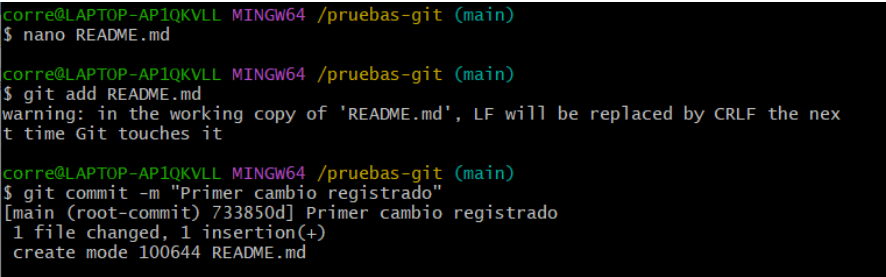 corre@LAPTOP-AP1QKVLL MINGW64 /pruebas-git (main)
$ nano README.md
corre@LAPTOP-AP1QKVLL MINGW64 /pruebas-git (main)
$ git add README.md
warning: in the working copy of 'README.md', LF will be replaced by CRLF the nex
t time Git touches it
corre@LAPTOP-AP1QKVLL MINGW64 /pruebas-git (main)
$ git commit -m "Primer cambio registrado"
[main (root-commit) 733850d] Primer cambio registrado
 1 file changed, 1 insertion(+)
 create mode 100644 README.md